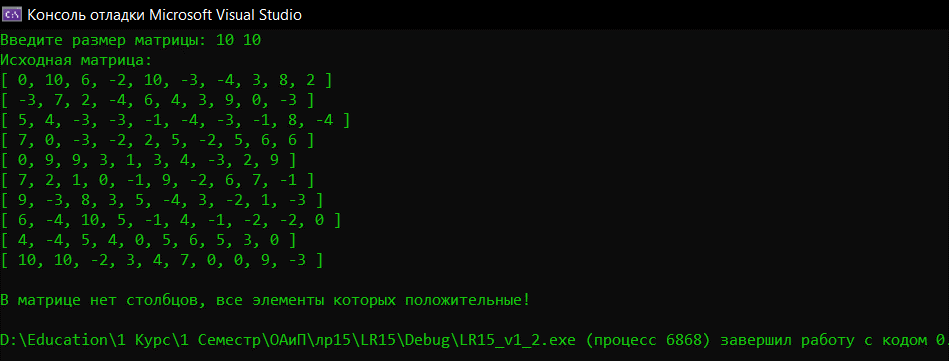 Консоль отладки Microsoft Visual Studio
Введите размер матрицы: 10 10
Исходная матрица:
[ 0, 10, 6, -2, 10, -3, -4, 3, 8, 2 ]
[ -3, 7, 2, -4, 6, 4, 3, 9, 0, -3 ]
[ 5, 4, -3, -3, -1, -4, -3, -1, 8, -4 ]
[ 7, 0, -3, -2, 2, 5, -2, 5, 6, 6 ]
[ 0, 9, 9, 3, 1, 3, 4, -3, 2, 9 ]
[ 7, 2, 1, 0, -1, 9, -2, 6, 7, -1 ]
[ 9, -3, 8, 3, 5, -4, 3, -2, 1, -3 ]
[ 6, -4, 10, 5, -1, 4, -1, -2, -2, 0 ]
[ 4, -4, 5, 4, 0, 5, 6, 5, 3, 0 ]
[ 10, 10, -2, 3, 4, 7, 0, 0, 9, -3 ]
В матрице нет столбцов, все элементы которых положительные!
D:\Education\1 Курс\1 Семестр\ОАиП\лр15\LR15\Debug\LR15_v1_2.exe (процесс 6868) завершил работу с кодом 0